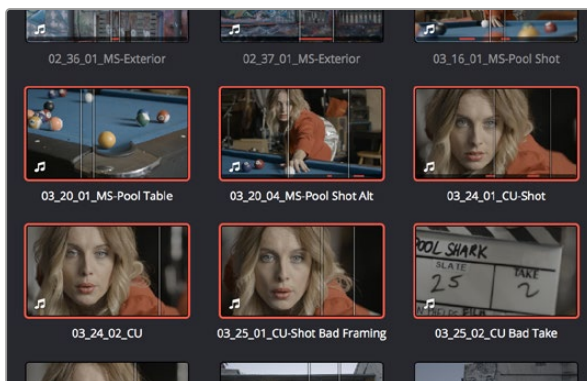 02_36_01_MS-Exterior
02_37_01_MS-Exterior
03_16_01_MS-Pool Shot
03_20_01_MS-Pool Table
03_20_04_MS-Pool Shot Alt
03_24_01_CU-Shot
03_24_02_CU
03_25_01_CU-Shot Bad Framing
POOL SHARK
SLATE
TAKE
25
2
03_25_02_CU Bad Take